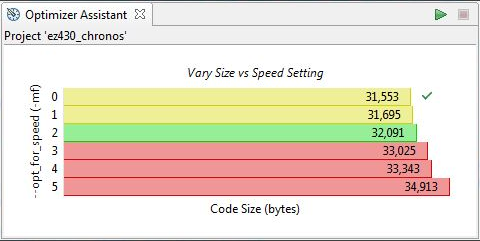 Optimizer Assistant
Project 'ez430_chronos'
Vary Size vs Speed Setting
--opt_for_speed (-mf)
0 31,553
1 31,695
2 32,091
3 33,025
4 33,343
5 34,913
Code Size (bytes)